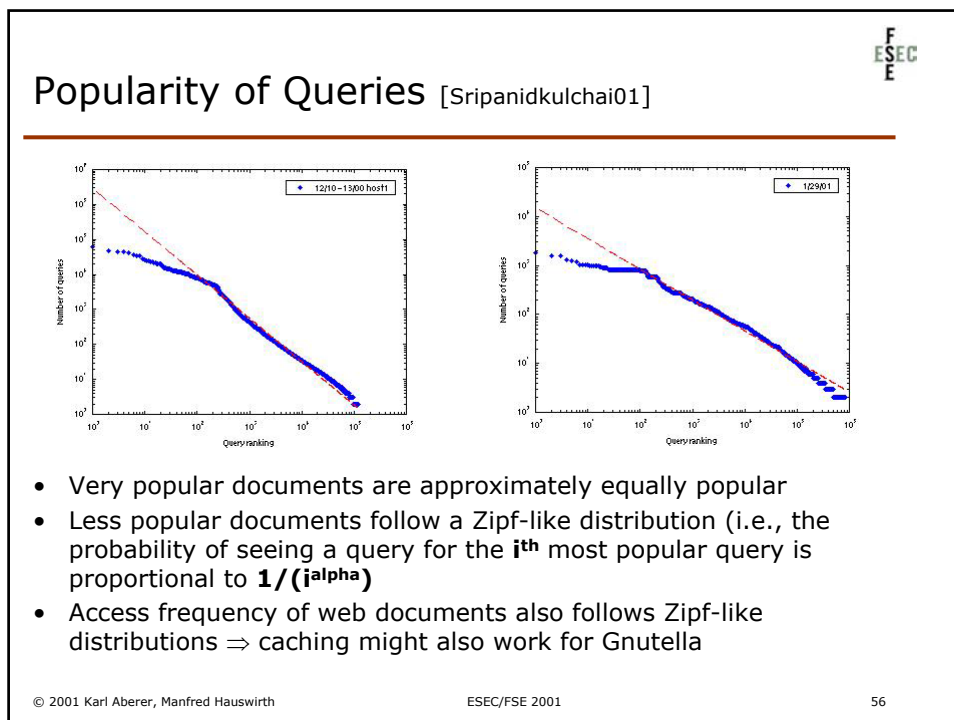 F
ESEC
E
Popularity of Queries [Sripanidkulchai01]
12/10-13/00 host1
Number of queries
Query ranking
1/29/01
Number of queries
Query ranking
• Very popular documents are approximately equally popular
• Less popular documents follow a Zipf-like distribution (i.e., the
probability of seeing a query for the iᵗʰ most popular query is
proportional to 1/(iᵃˡᵖʰᵃ)
• Access frequency of web documents also follows Zipf-like
distributions ⇒ caching might also work for Gnutella
© 2001 Karl Aberer, Manfred Hauswirth ESEC/FSE 2001 56